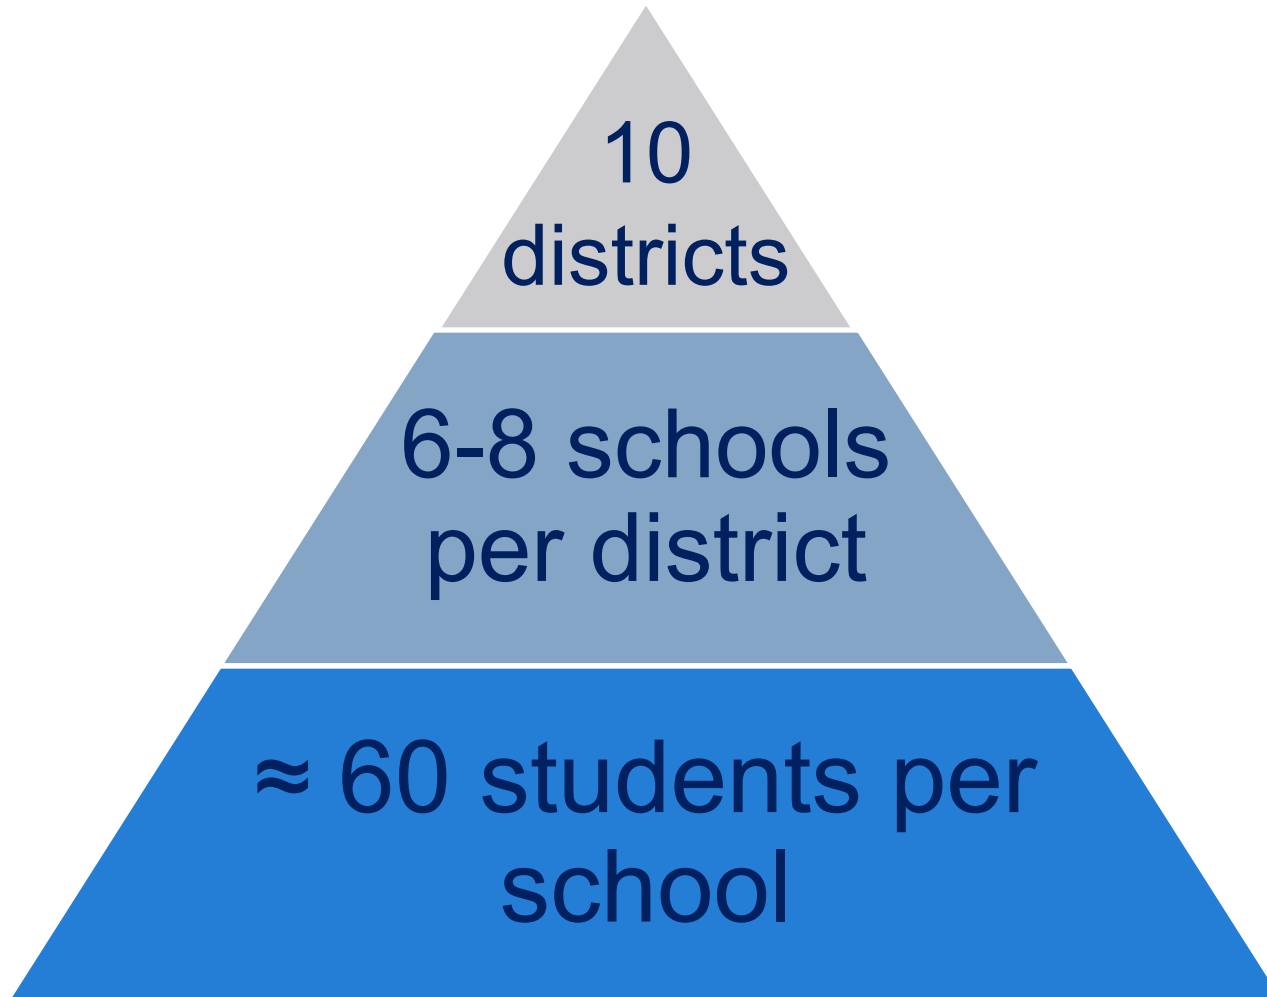 10
districts
6-8 schools
per district
≈ 60 students per
school